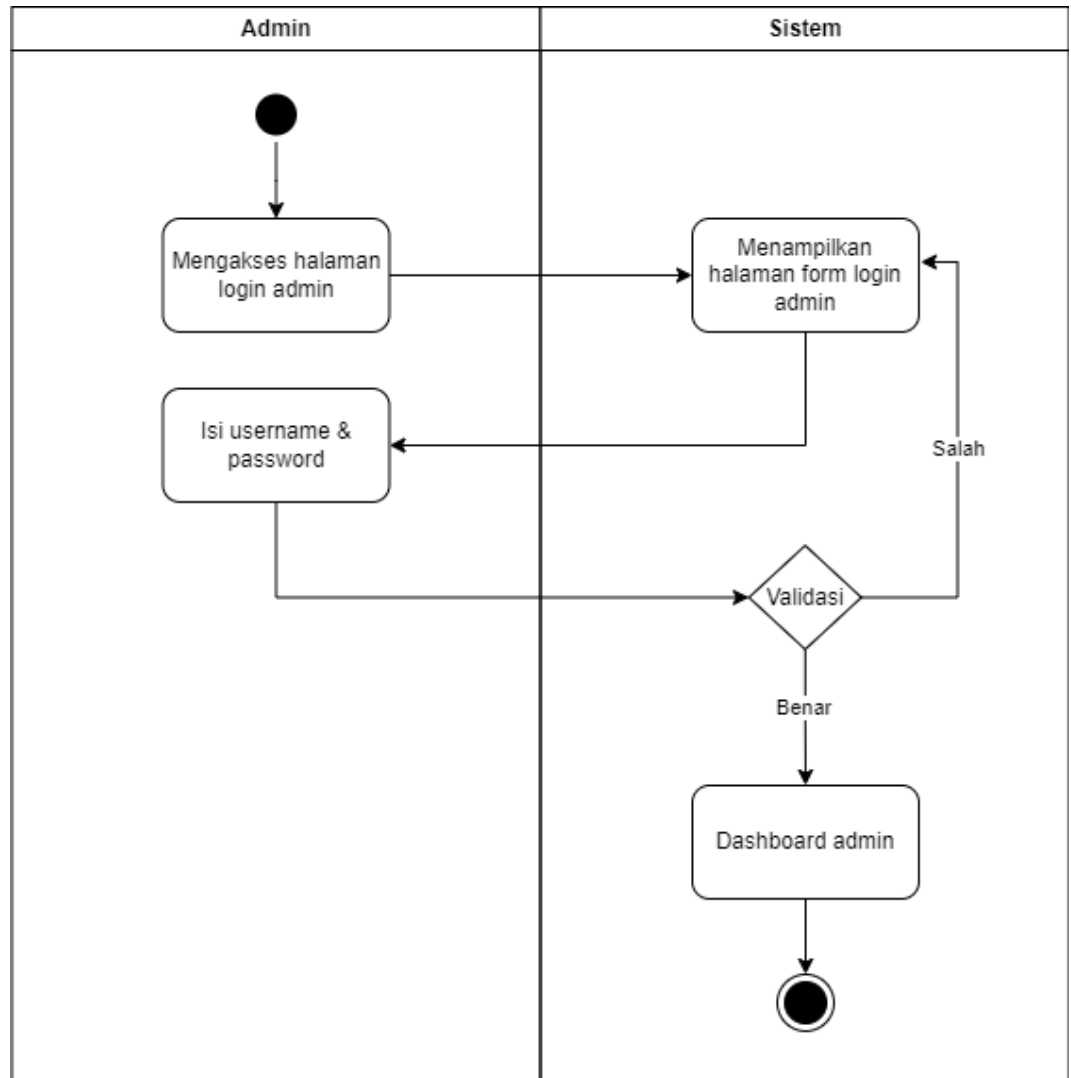 Admin
Sistem
Mengakses halaman
login admin
Menampilkan
halaman form login
admin
Isi username &
password
Salah
Validasi
Benar
Dashboard admin